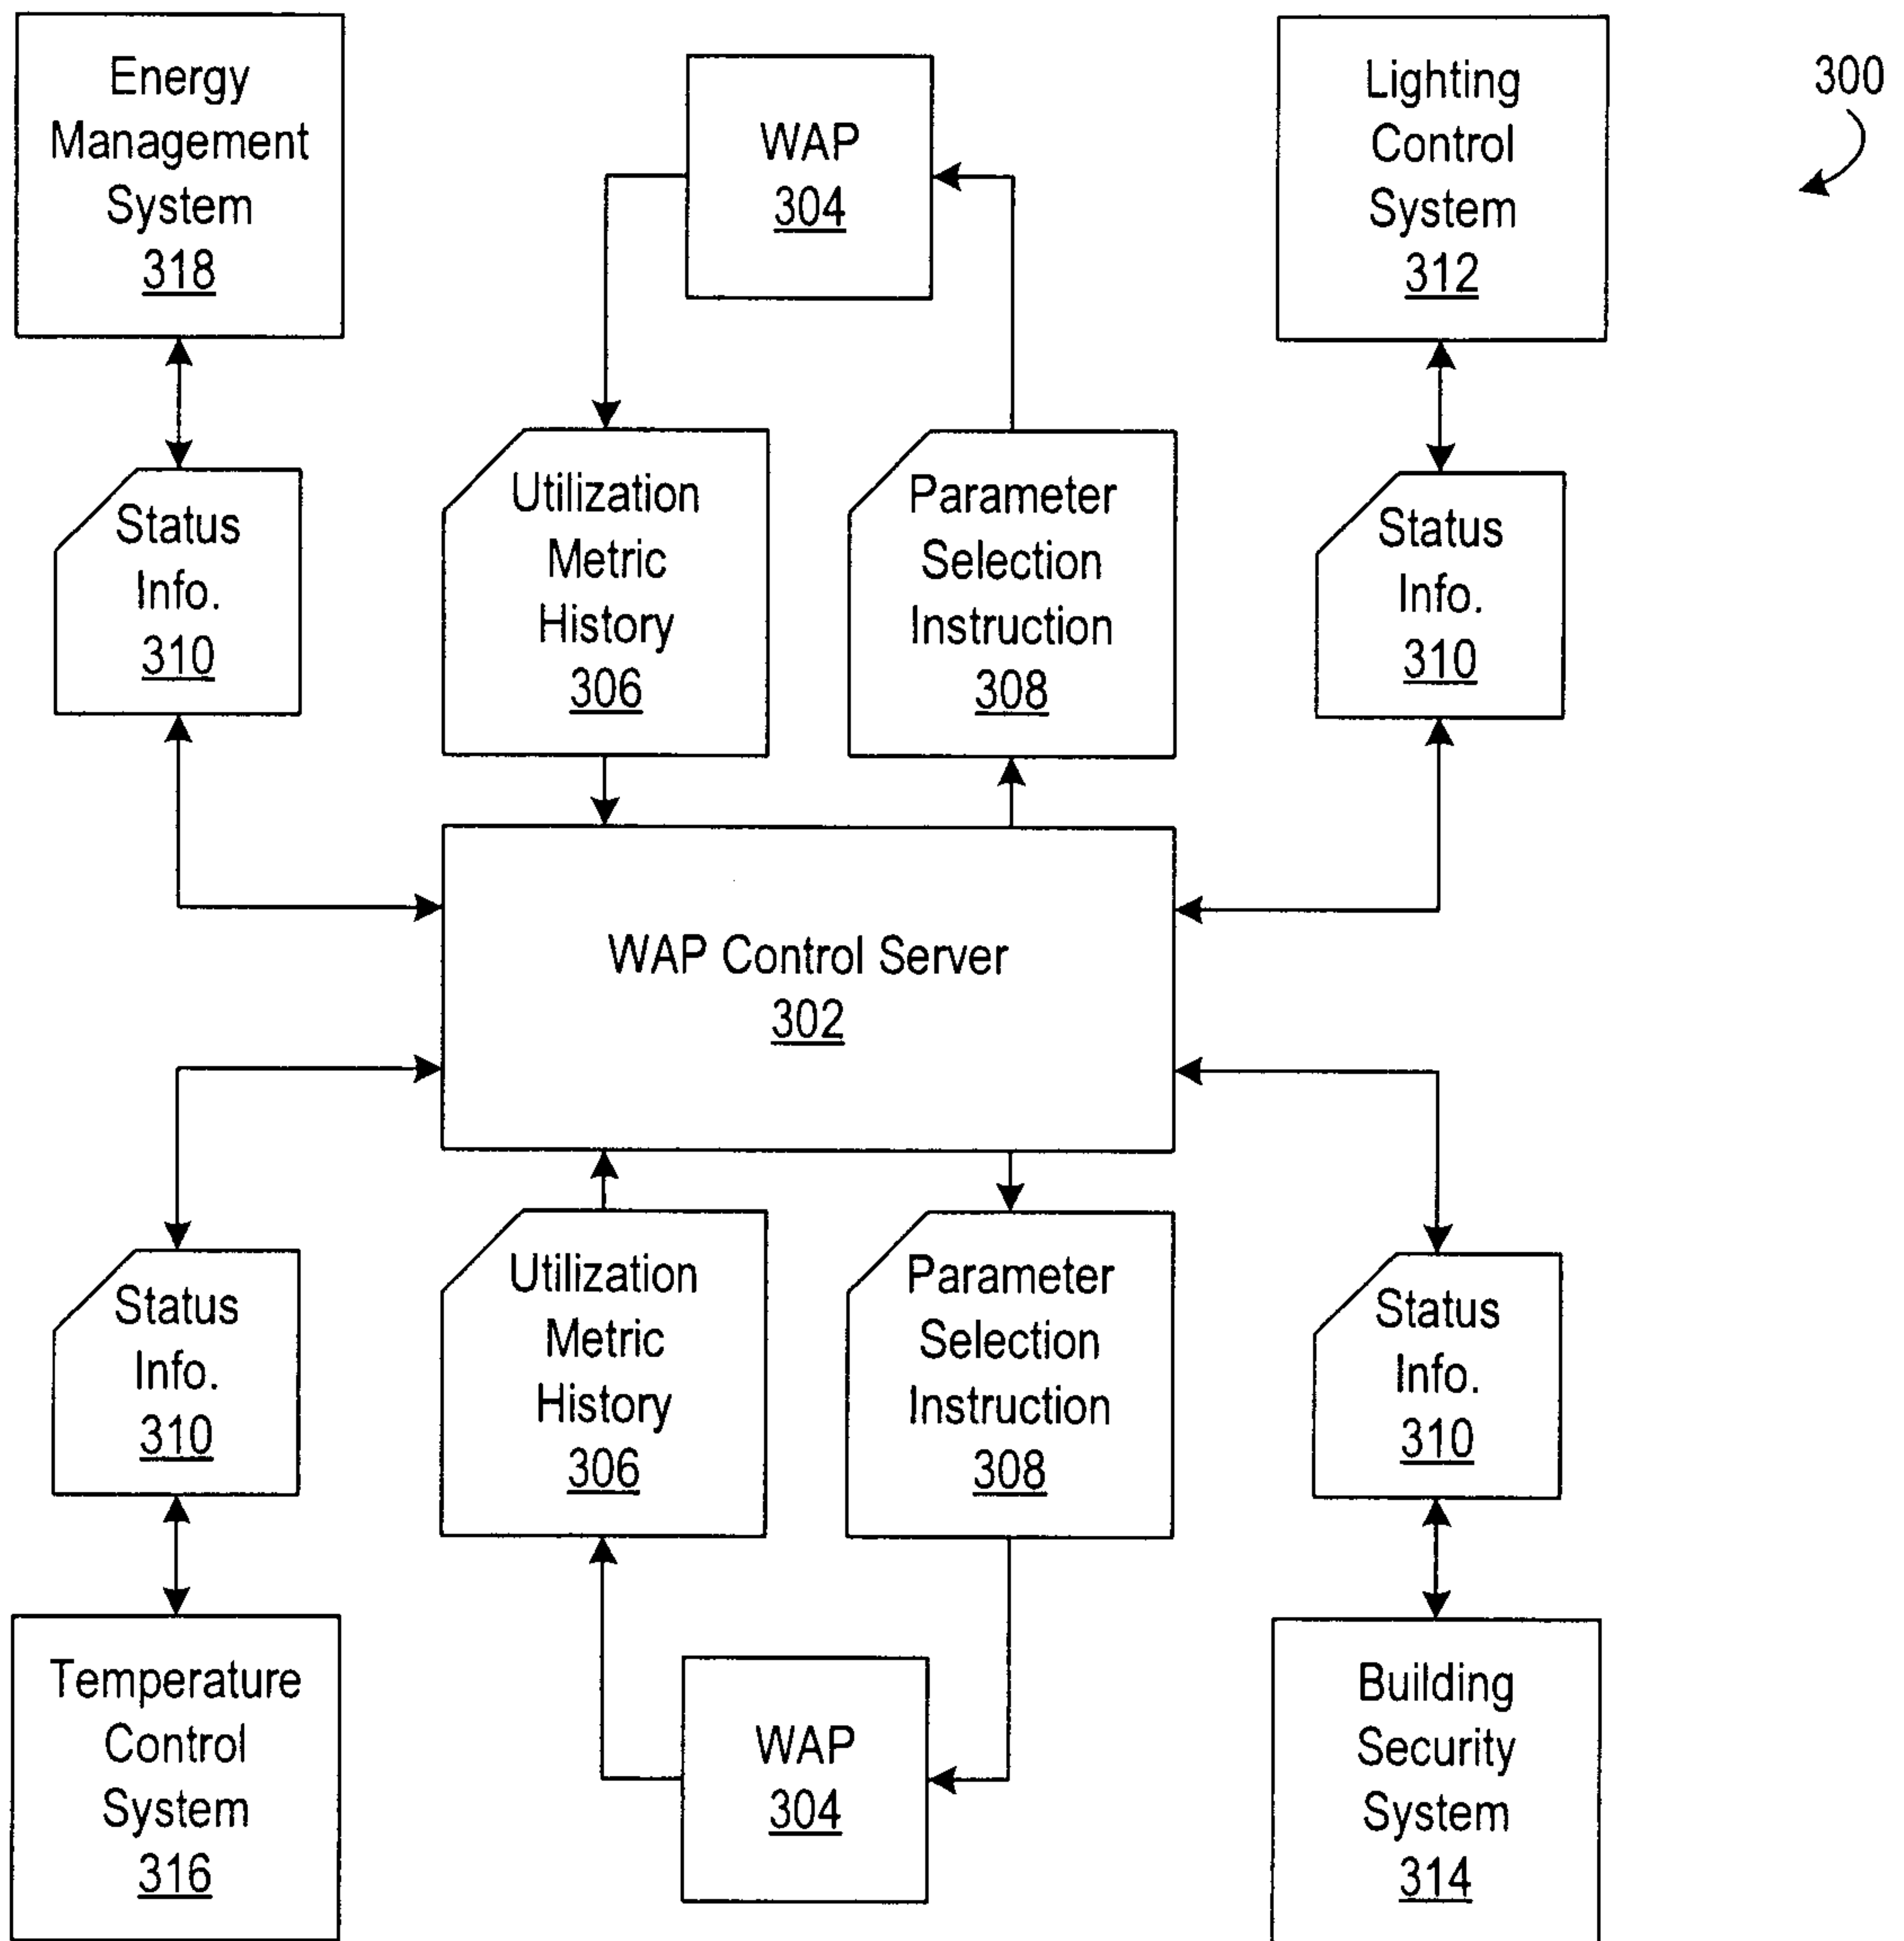 Energy
Management
System
318
WAP
304
Lighting
Control
System
312
300
Status
Info.
310
Utilization
Metric
History
306
Parameter
Selection
Instruction
308
Status
Info.
310
WAP Control Server
302
Status
Info.
310
Utilization
Metric
History
306
Parameter
Selection
Instruction
308
Status
Info.
310
Temperature
Control
System
316
WAP
304
Building
Security
System
314